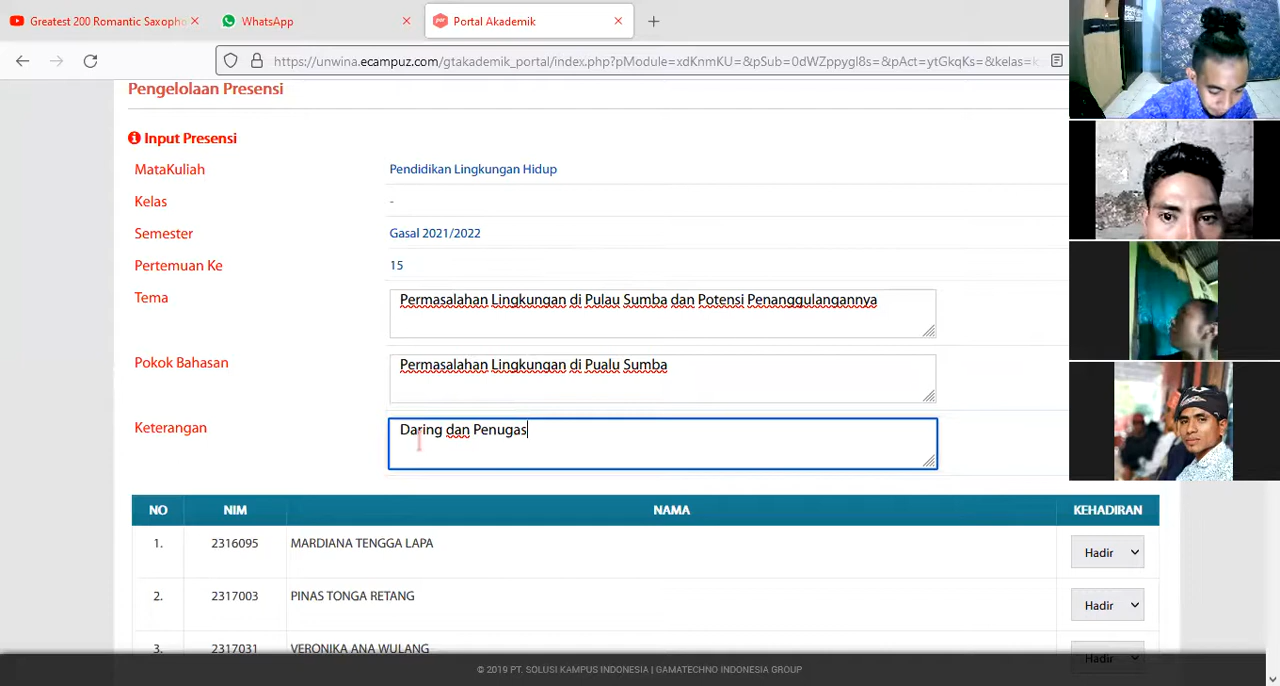 Greatest 200 Romantic Saxopho
WhatsApp
Portal Akademik
https://unwina.ecampuz.com/gtakademik_portal/index.php?pModule=xdKnmKU=&pSub=0dWZppygl8s=&pAct=ytGkqKs=&kelas=
Pengelolaan Presensi
Input Presensi
MataKuliah Pendidikan Lingkungan Hidup
Kelas -
Semester Gasal 2021/2022
Pertemuan Ke 15
Tema Permasalahan Lingkungan di Pulau Sumba dan Potensi Penanggulangannya
Pokok Bahasan Permasalahan Lingkungan di Pualu Sumba
Keterangan Daring dan Penugas
NO NIM NAMA KEHADIRAN
1. 2316095 MARDIANA TENGGA LAPA Hadir
2. 2317003 PINAS TONGA RETANG Hadir
3. 2317031 VERONIKA ANA WULANG Hadir
© 2019 PT. SOLUSI KAMPUS INDONESIA | GAMATECHNO INDONESIA GROUP